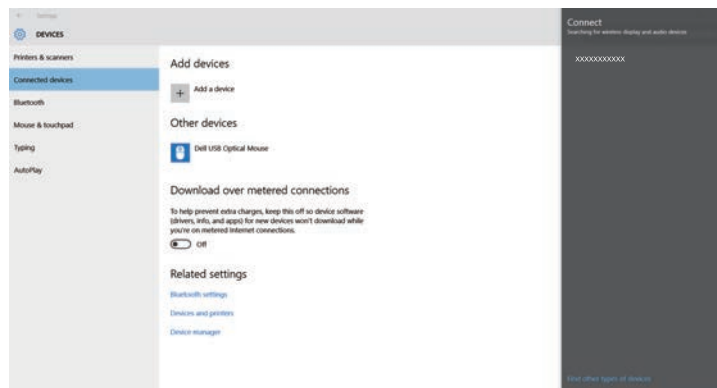 Settings
DEVICES
Printers & scanners
Connected devices
Bluetooth
Mouse & touchpad
Typing
AutoPlay
Add devices
Add a device
Other devices
Dell USB Optical Mouse
Download over metered connections
To help prevent extra charges, keep this off so device software
(drivers, info, and apps) for new devices won't download while
you're on metered Internet connections.
Off
Related settings
Bluetooth settings
Devices and printers
Device manager
Connect
Searching for wireless display and audio devices
XXXXXXXXXXX
Find other types of devices